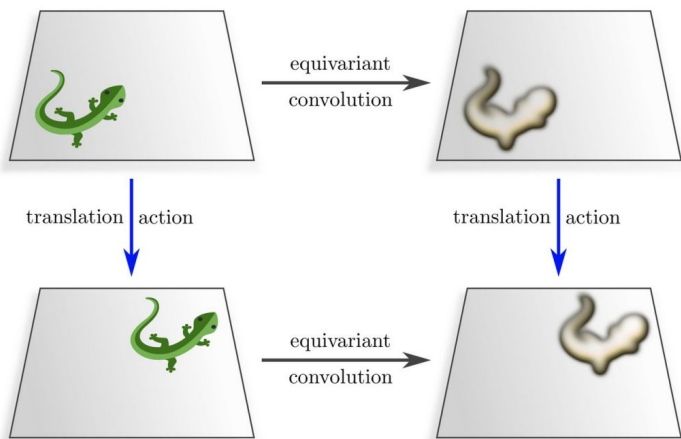 equivariant
convolution
translation action
translation action
equivariant
convolution